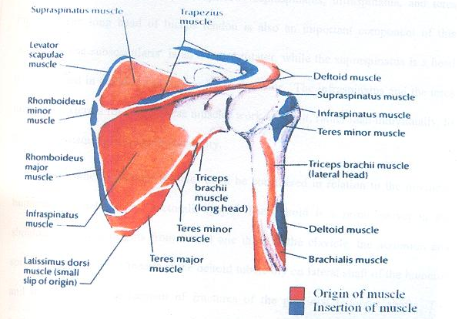 Supraspinatus muscle
Trapezius
muscle
Levator
scapulae
muscle
Deltoid muscle
Supraspinatus muscle
Rhomboideus
minor
muscle
Infraspinatus muscle
Teres minor muscle
Rhomboideus
major
muscle
Triceps brachii muscle
(lateral head)
Triceps
brachii
muscle
(long head)
Infraspinatus
muscle
Teres minor
muscle
Deltoid muscle
Latissimus dorsi
muscle (small
slip of origin)
Teres major
muscle
Brachialis muscle
Origin of muscle
Insertion of muscle